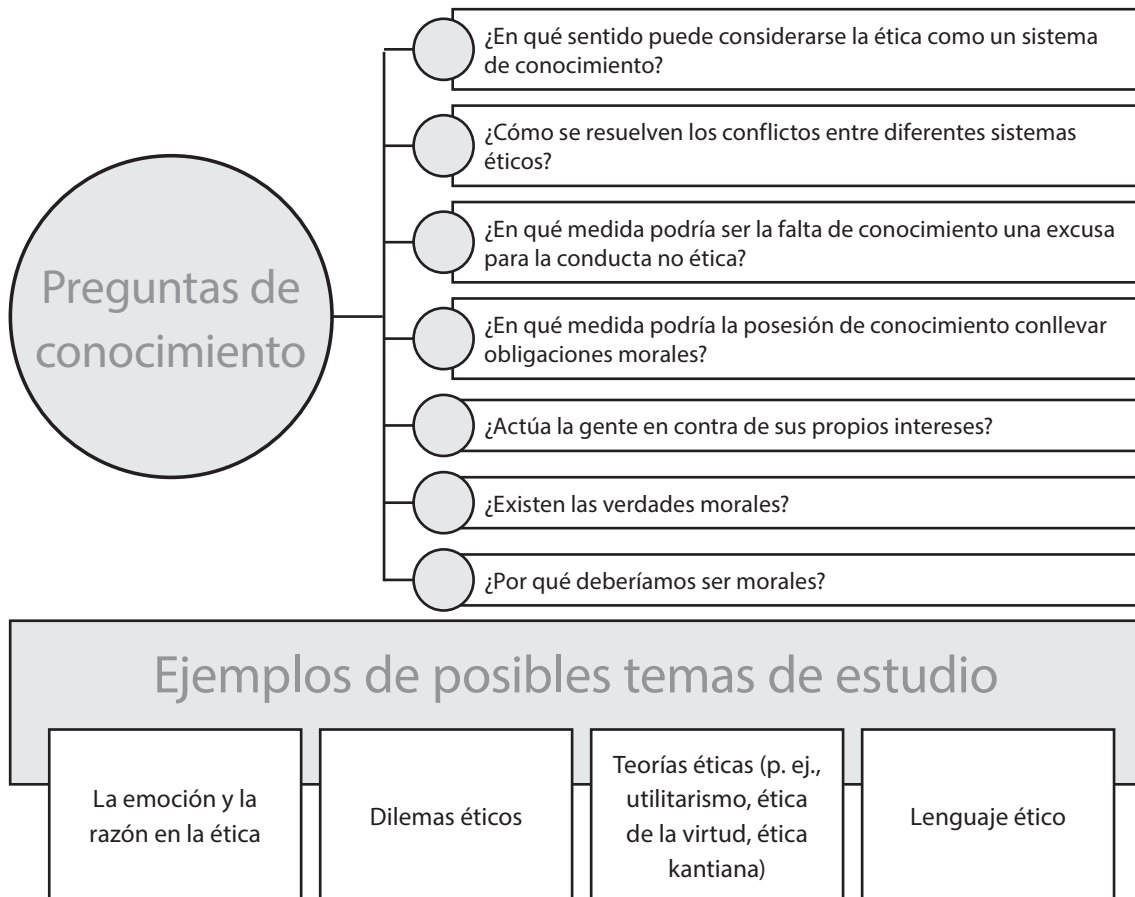 ¿En qué sentido puede considerarse la ética como un sistema
de conocimiento?
¿Cómo se resuelven los conflictos entre diferentes sistemas
éticos?
¿En qué medida podría ser la falta de conocimiento una excusa
para la conducta no ética?
Preguntas de
conocimiento
¿En qué medida podría la posesión de conocimiento conllevar
obligaciones morales?
¿Actúa la gente en contra de sus propios intereses?
¿Existen las verdades morales?
¿Por qué deberíamos ser morales?
Ejemplos de posibles temas de estudio
La emoción y la
razón en la ética
Dilemas éticos
Teorías éticas (p. ej.,
utilitarismo, ética
de la virtud, ética
kantiana)
Lenguaje ético